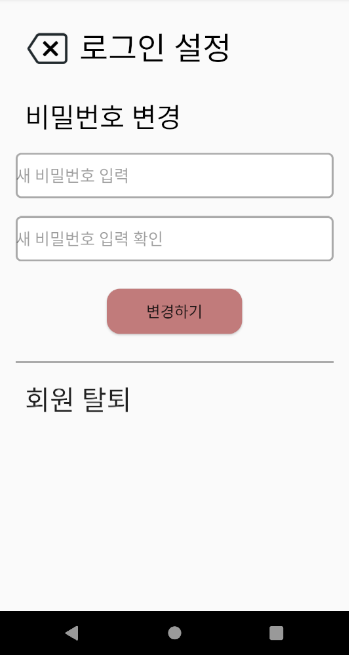 로그인 설정
비밀번호 변경
새 비밀번호 입력
새 비밀번호 입력 확인
변경하기
회원 탈퇴